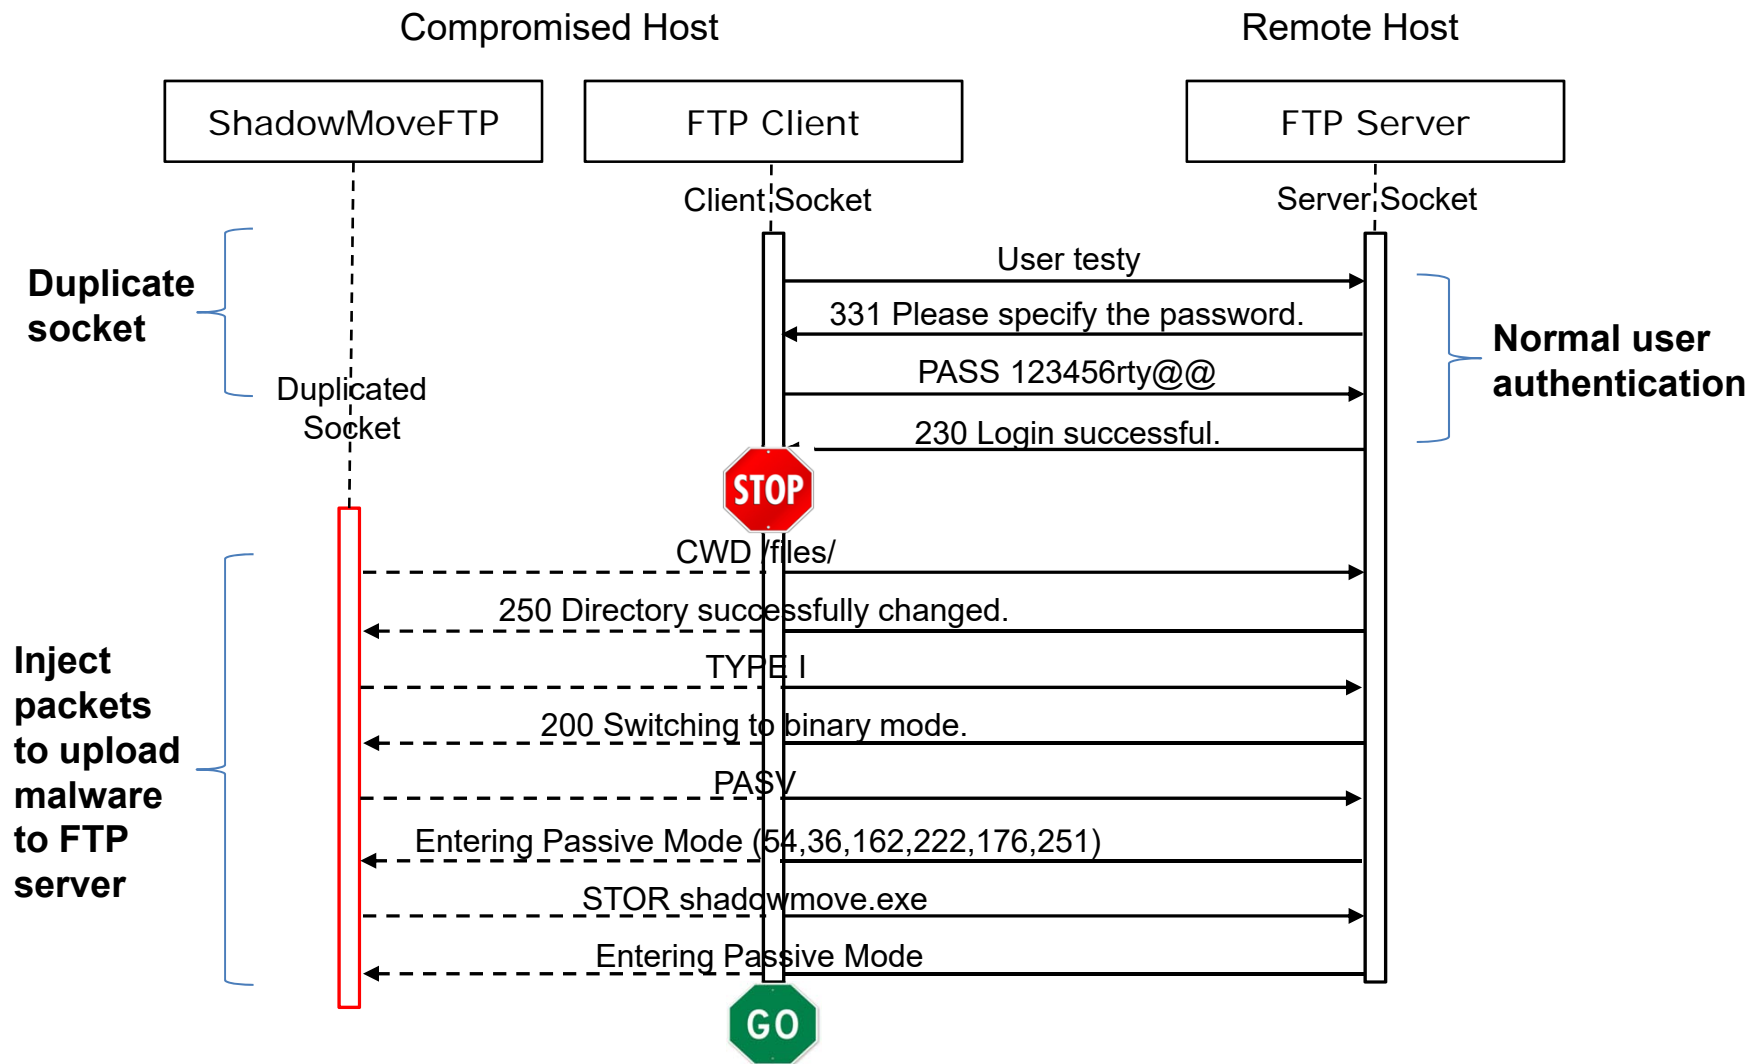 Compromised Host
Remote Host
ShadowMoveFTP
FTP Client
FTP Server
Client Socket
Server Socket
Duplicate
socket
User testy
331 Please specify the password.
PASS 123456rty@@
230 Login successful.
Normal user
authentication
Duplicated
Socket
STOP
CWD /files/
250 Directory successfully changed.
TYPE I
200 Switching to binary mode.
PASV
Entering Passive Mode (54,36,162,222,176,251)
STOR shadowmove.exe
Entering Passive Mode
Inject
packets
to upload
malware
to FTP
server
GO